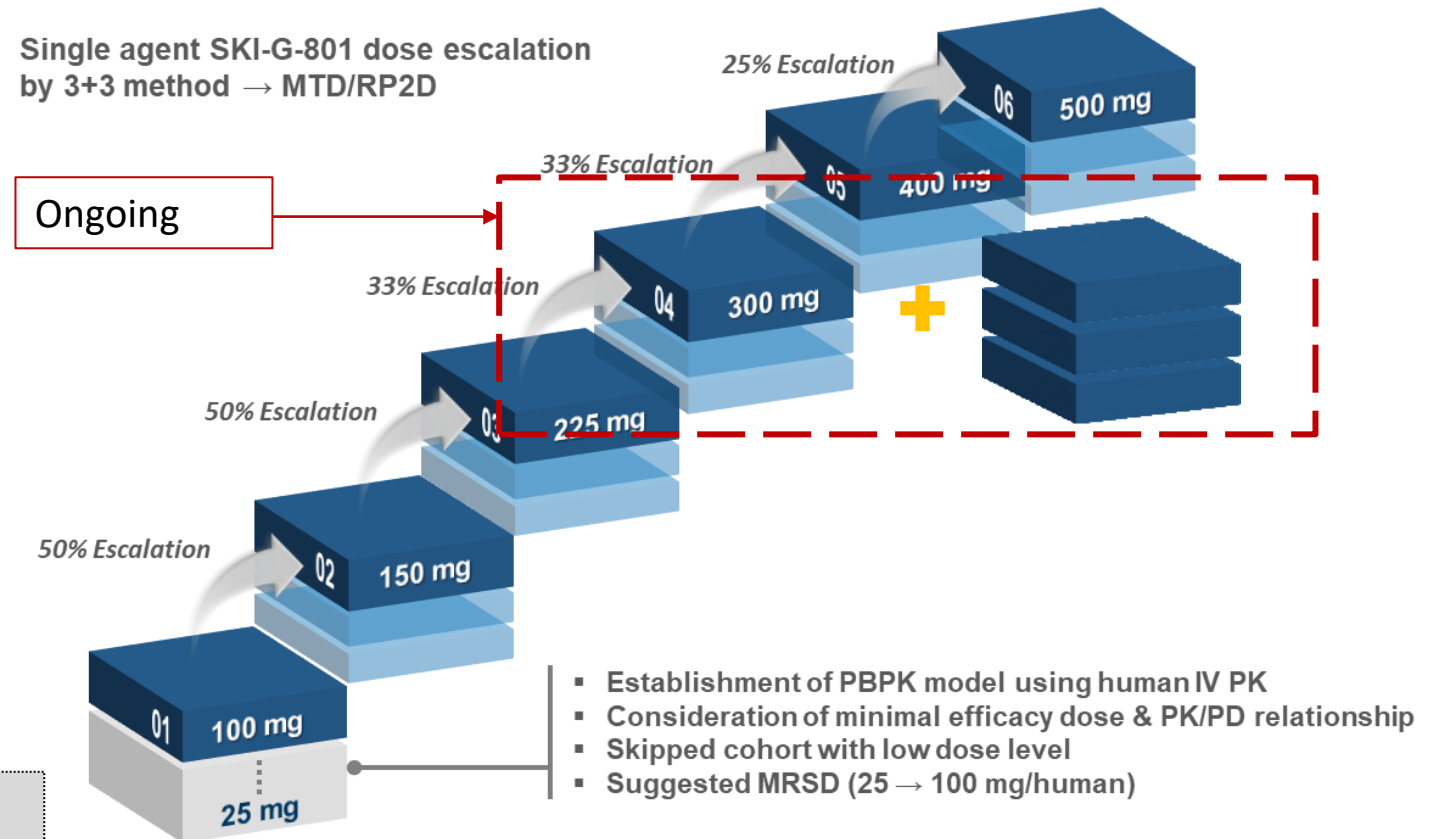 Single agent SKI-G-801 dose escalation
by 3+3 method → MTD/RP2D
Ongoing
25% Escalation
06
500 mg
33% Escalation
05
400 mg
33% Escalation
04
300 mg
50% Escalation
03
225 mg
50% Escalation
02
150 mg
01
100 mg
25 mg
▪ Establishment of PBPK model using human IV PK
▪ Consideration of minimal efficacy dose & PK/PD relationship
▪ Skipped cohort with low dose level
▪ Suggested MRSD (25 → 100 mg/human)